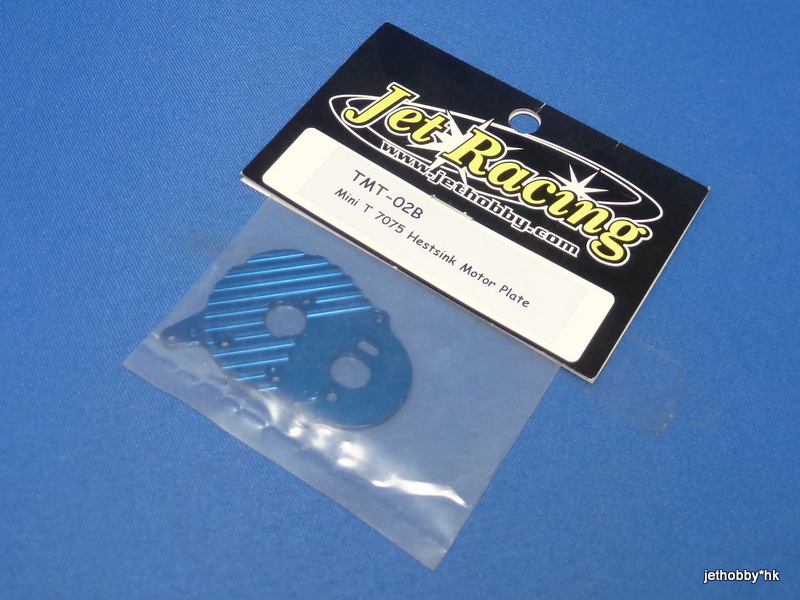 Jet Racing
www.jethobby.com
TMT-02B
Mini T 7075 Hestsink Motor Plate
jethobby*hk